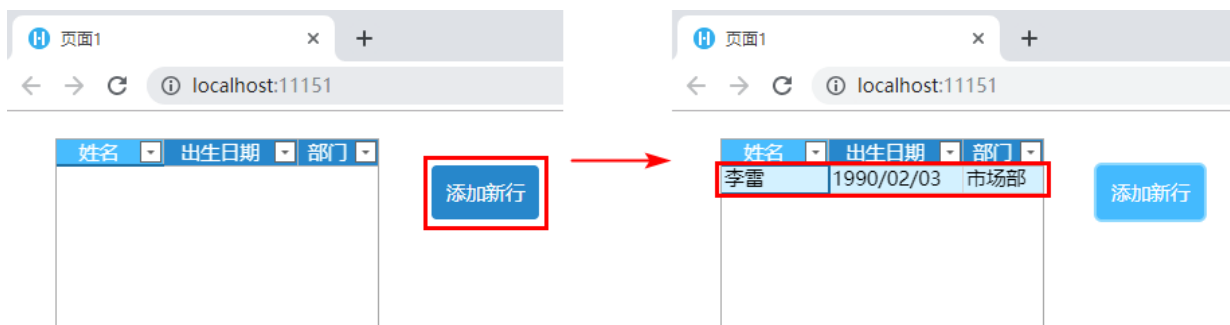 页面1 × +
localhost:11151
姓名 出生日期 部门
添加新行
页面1 × +
localhost:11151
姓名 出生日期 部门
李雷 1990/02/03 市场部
添加新行